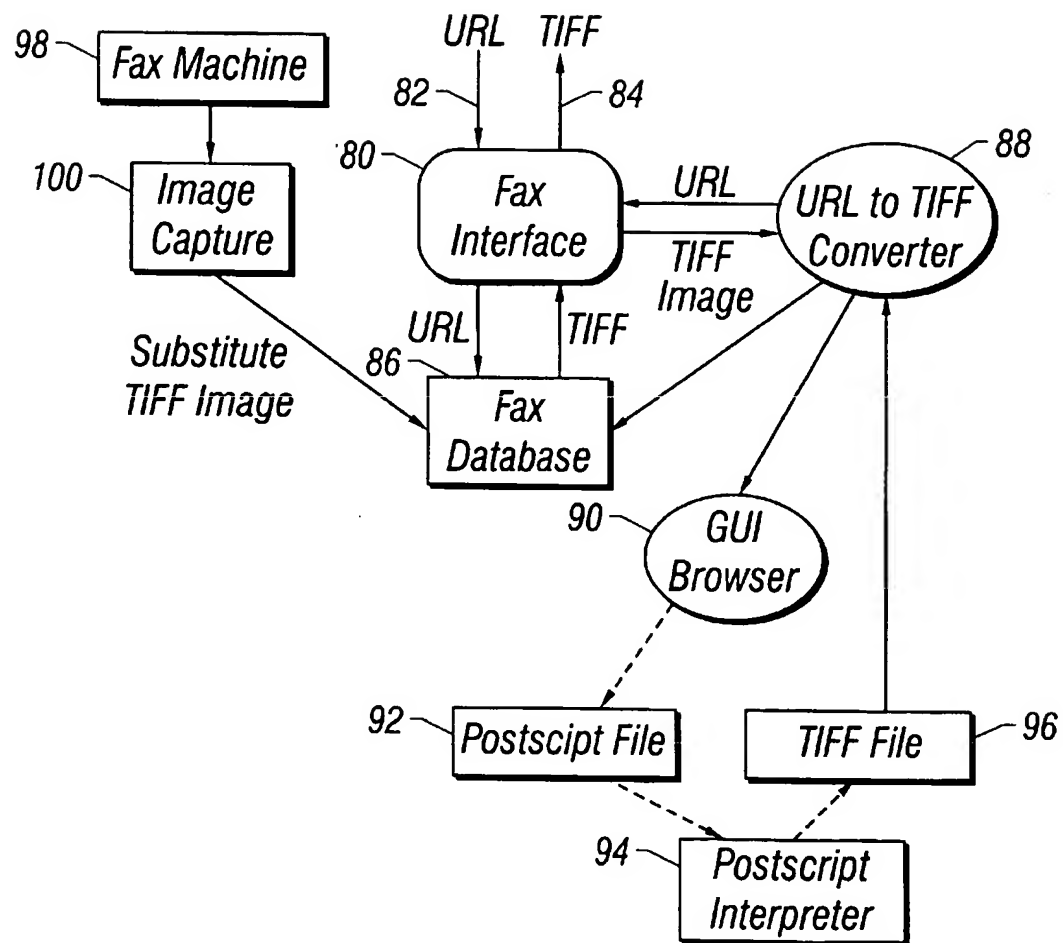 98
Fax Machine
URL
TIFF
82
84
80
Fax
Interface
88
URL to TIFF
Converter
100
Image
Capture
URL
TIFF
Image
Substitute
TIFF Image
URL
TIFF
86
Fax
Database
90
GUI
Browser
92
Postscipt File
TIFF File
96
94
Postscript
Interpreter